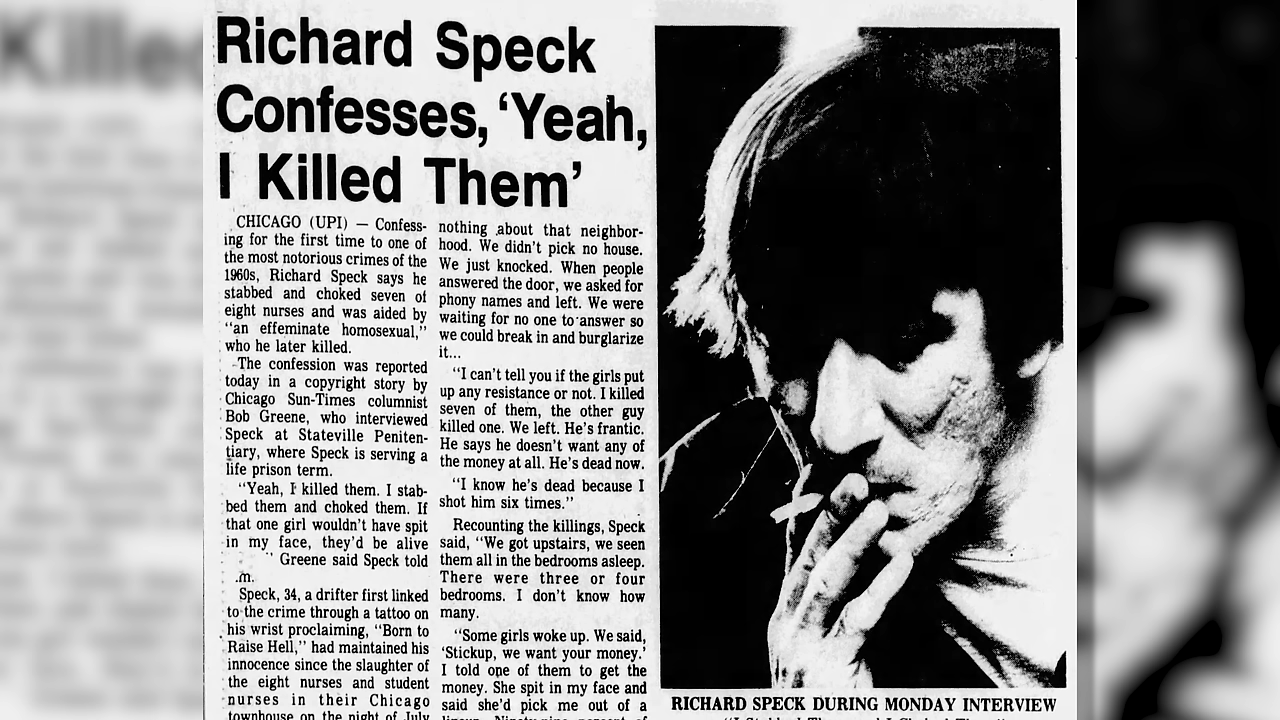 Richard Speck
Confesses, ‘Yeah,
I Killed Them’
CHICAGO (UPI) — Confess-
ing for the first time to one of
the most notorious crimes of the
1960s, Richard Speck says he
stabbed and choked seven of
eight nurses and was aided by
“an effeminate homosexual,”
who he later killed.
The confession was reported
today in a copyright story by
Chicago Sun-Times columnist
Bob Greene, who interviewed
Speck at Stateville Peniten-
tiary, where Speck is serving a
life prison term.
“Yeah, I killed them. I stab-
bed them and choked them. If
that one girl wouldn’t have spit
in my face, they’d be alive
” Greene said Speck told
.m.
Speck, 34, a drifter first linked
to the crime through a tattoo on
his wrist proclaiming, “Born to
Raise Hell,” had maintained his
innocence since the slaughter of
the eight nurses and student
nurses in their Chicago
townhouse on the night of July
nothing about that neighbor-
hood. We didn’t pick no house.
We just knocked. When people
answered the door, we asked for
phony names and left. We were
waiting for no one to answer so
we could break in and burglarize
it...
“I can’t tell you if the girls put
up any resistance or not. I killed
seven of them, the other guy
killed one. We left. He’s frantic.
He says he doesn’t want any of
the money at all. He’s dead now.
“I know he’s dead because I
shot him six times.”
Recounting the killings, Speck
said, “We got upstairs, we seen
them all in the bedrooms asleep.
There were three or four
bedrooms. I don’t know how
many.
“Some girls woke up. We said,
‘Stickup, we want your money.’
I told one of them to get the
money. She spit in my face and
said she’d pick me out of a
RICHARD SPECK DURING MONDAY INTERVIEW
Killed